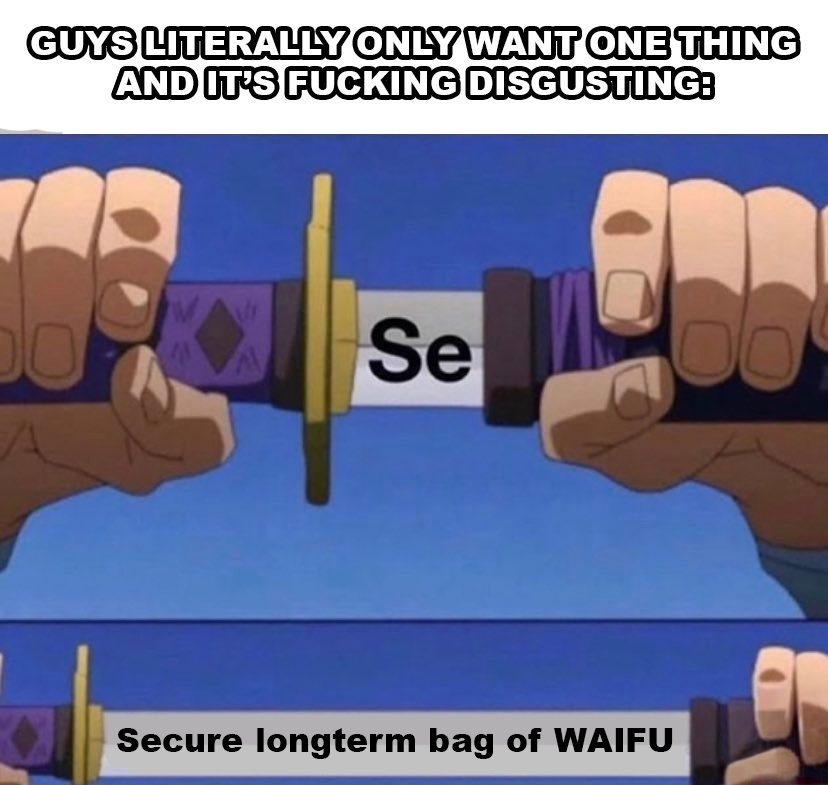 GUYS LITERALLY ONLY WANT ONE THING
AND IT'S FUCKING DISGUSTING:
Se
Secure longterm bag of WAIFU